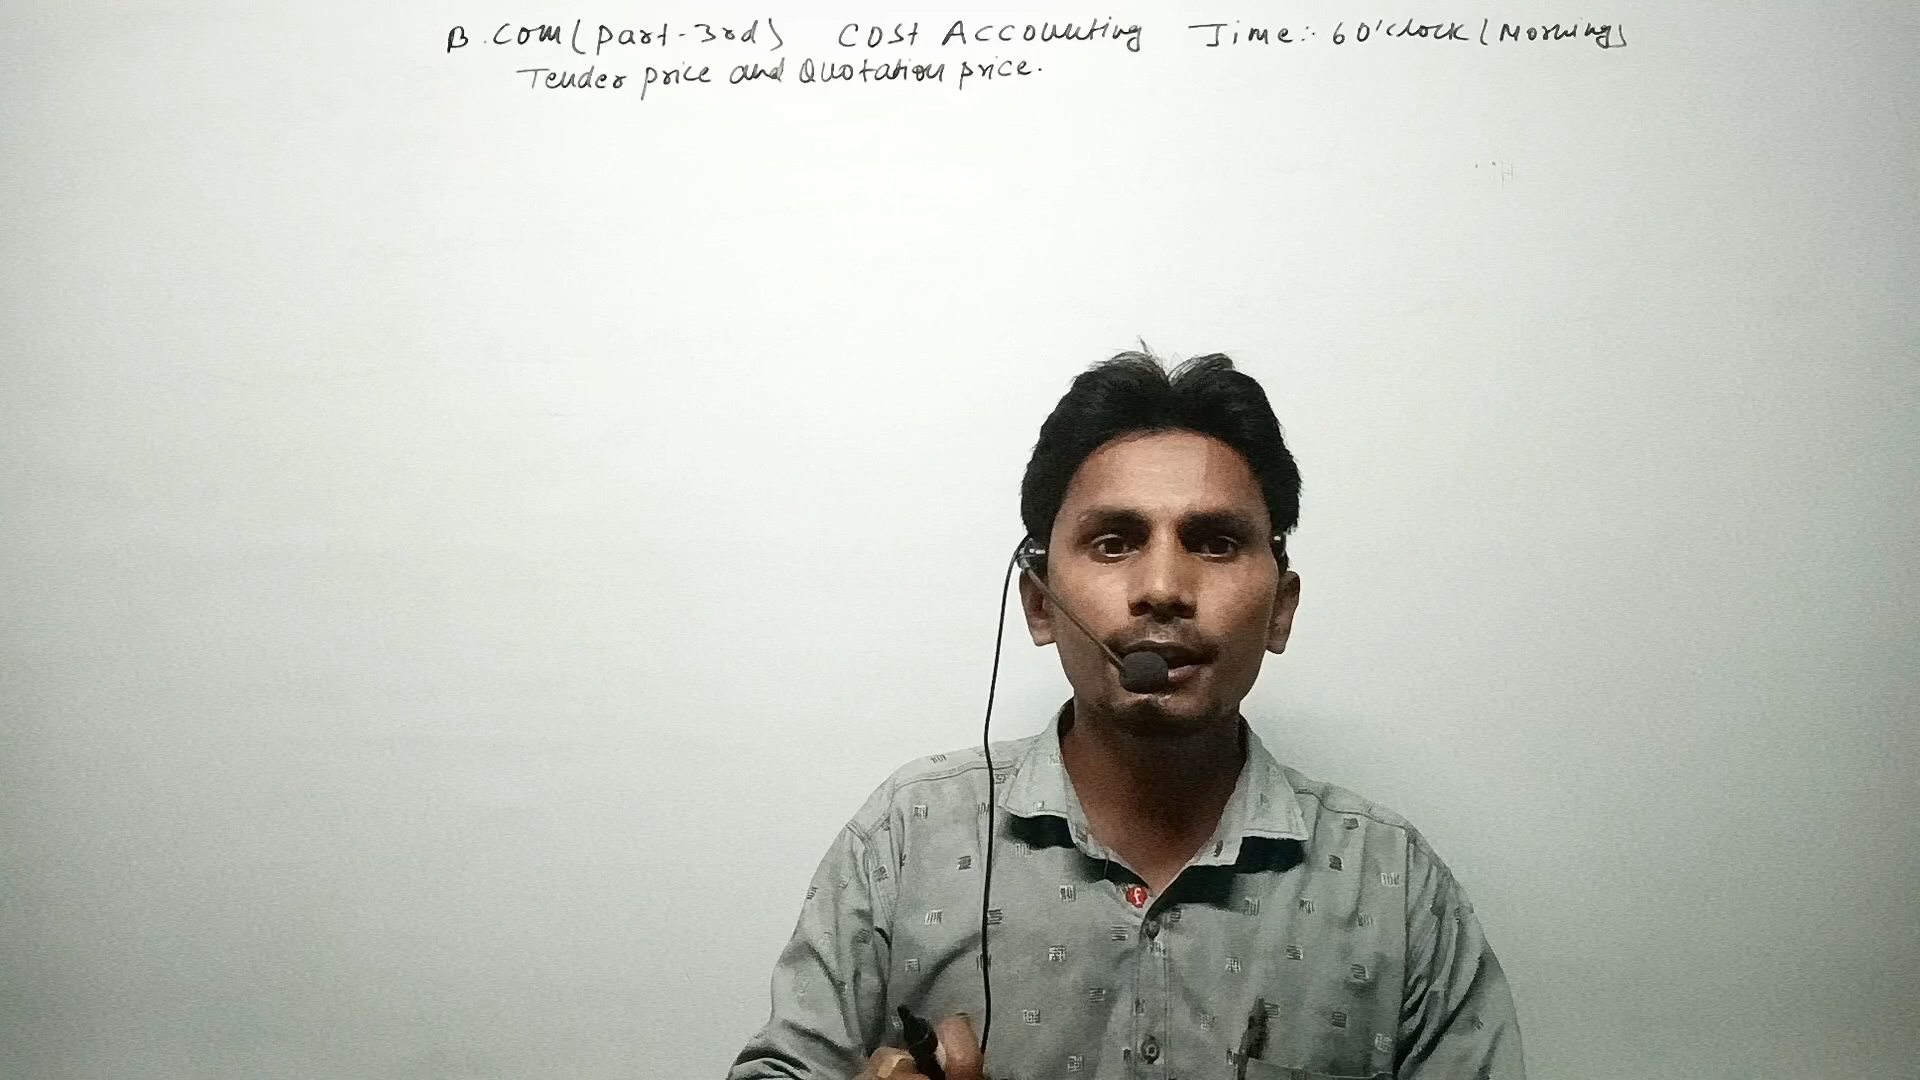 B.COM (Part-3rd) COST Accounting Time:- 6 O'clock (Morning)
Tender price and Quotation price.